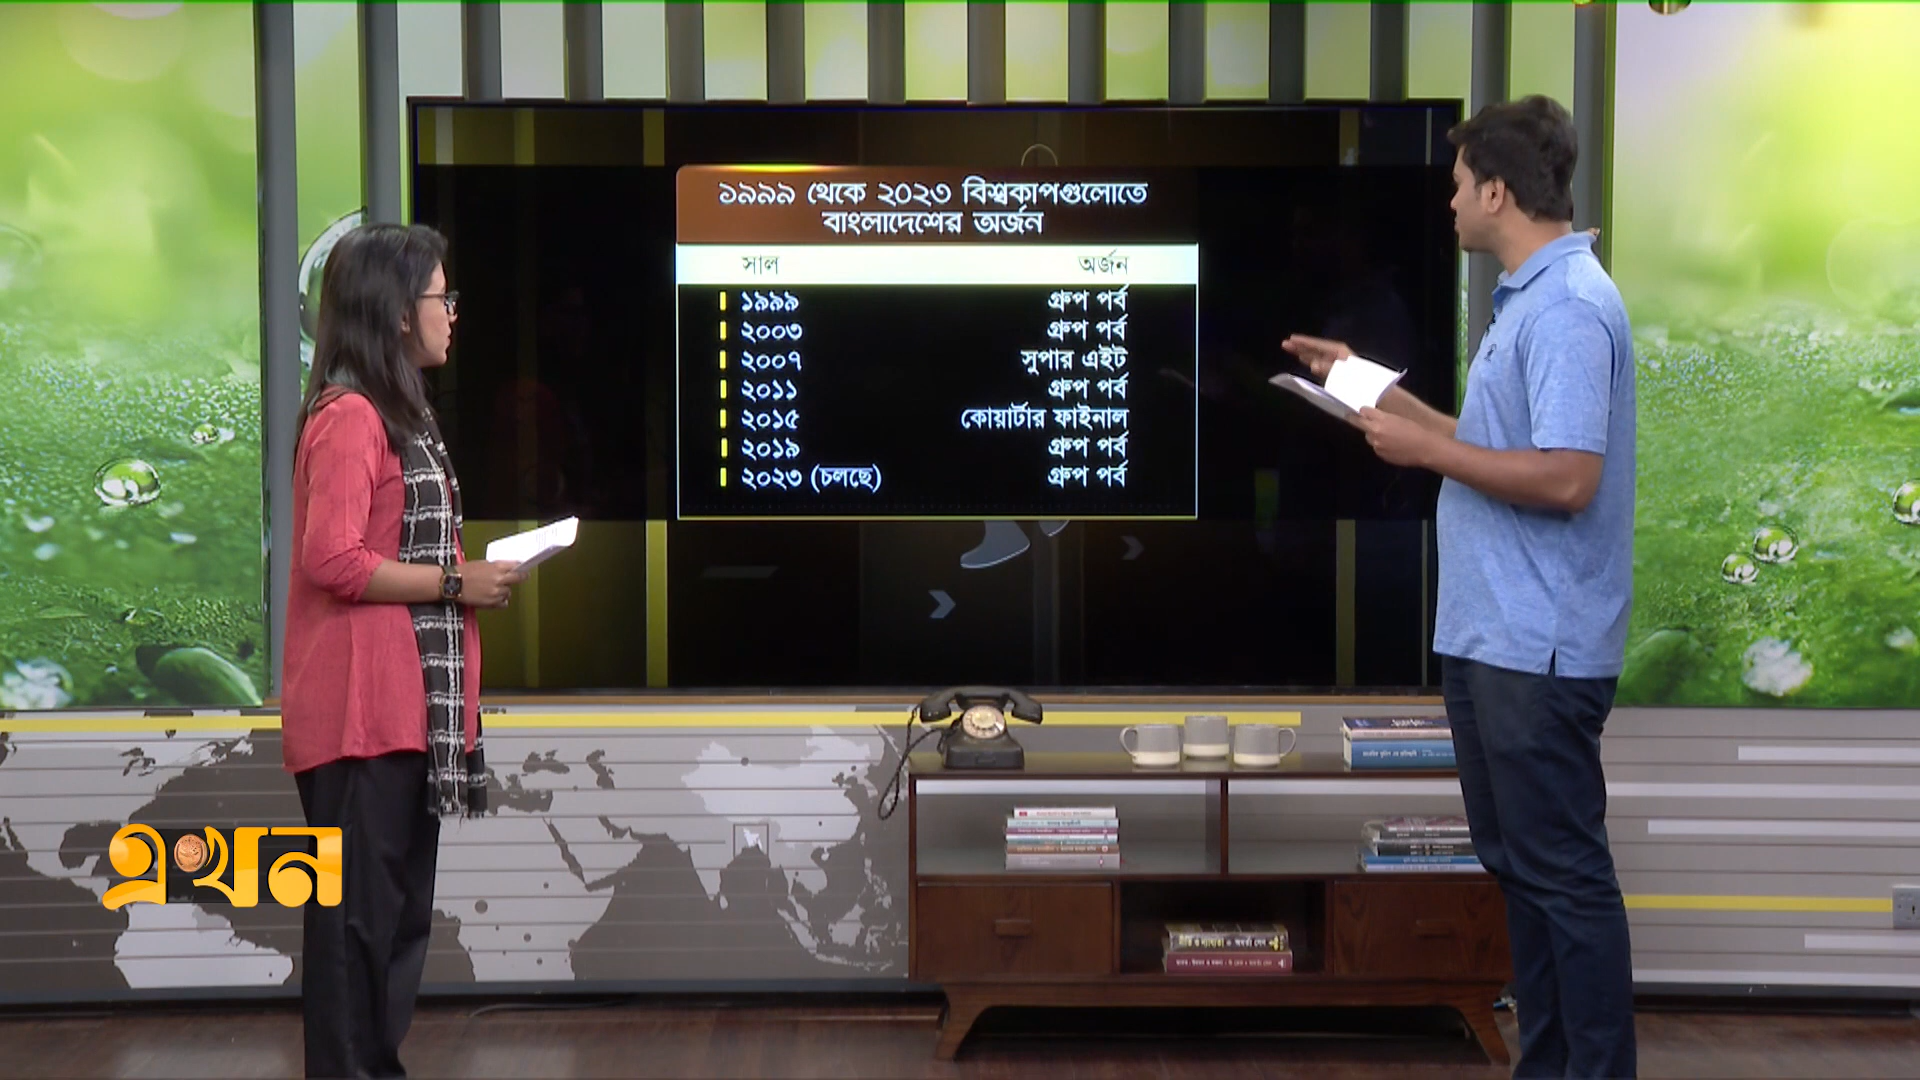 ১৯৯৯ থেকে ২০২৩ বিশ্বকাপগুলোতে
বাংলাদেশের অর্জন
সাল অর্জন
১৯৯৯ গ্রুপ পর্ব
২০০৩ গ্রুপ পর্ব
২০০৭ সুপার এইট
২০১১ গ্রুপ পর্ব
২০১৫ কোয়ার্টার ফাইনাল
২০১৯ গ্রুপ পর্ব
২০২৩ (চলছে) গ্রুপ পর্ব
এখন